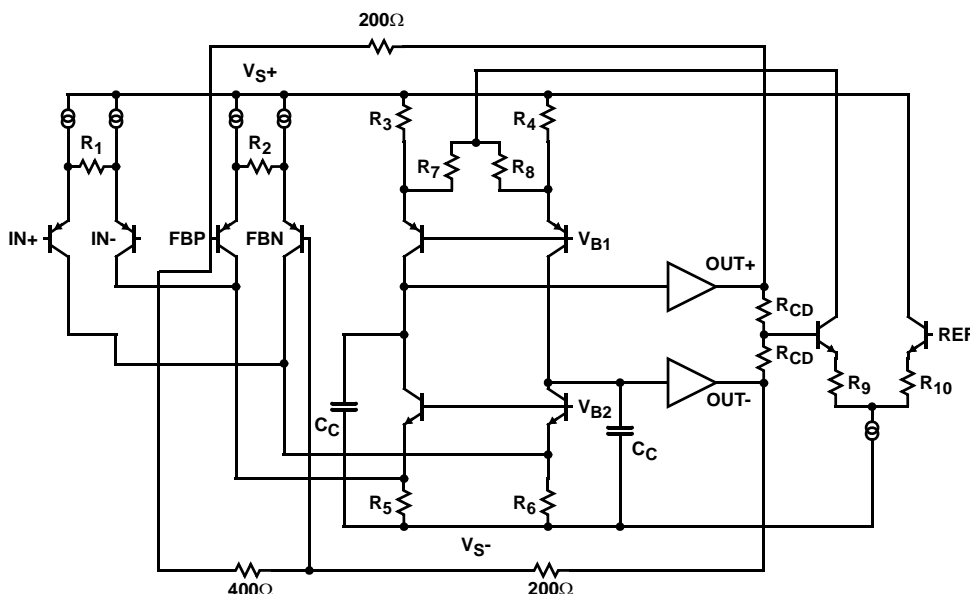 200Ω
VS+
R3
R4
R1
R2
R7
R8
IN+
IN-
FBP
FBN
VB1
OUT+
RCD
REF
RCD
R9
R10
CC
VB2
OUT-
CC
R5
R6
VS-
400Ω
200Ω